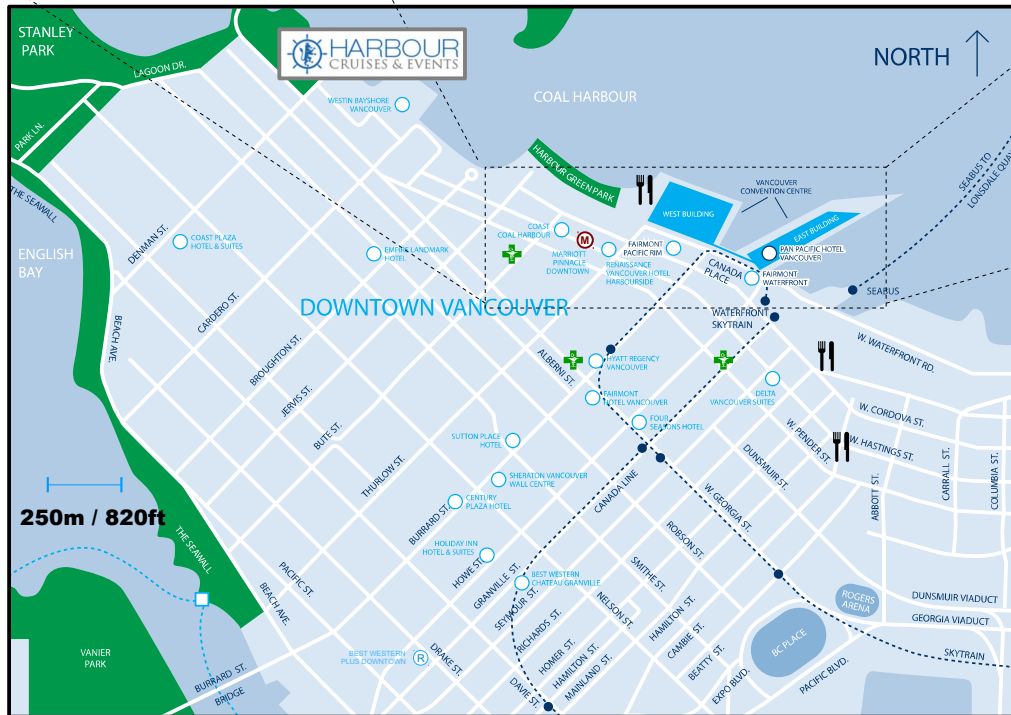 STANLEY
PARK
LAGOON DR.
PARK LN.
HARBOUR
CRUISES & EVENTS
NORTH
WESTIN BAYSHORE
VANCOUVER
COAL HARBOUR
HARBOUR GREEN PARK
SEABUS TO
LONSDALE QUAY
THE SEAWALL
VANCOUVER
CONVENTION CENTRE
WEST BUILDING
EAST BUILDING
ENGLISH
BAY
DENMAN ST.
COAST PLAZA
HOTEL & SUITES
EMPIRE LANDMARK
HOTEL
COAST
COAL HARBOUR
M
MARRIOTT
PINNACLE
DOWNTOWN
RENAISSANCE
VANCOUVER HOTEL
HARBOURSIDE
FAIRMONT
PACIFIC RIM
PAN PACIFIC HOTEL
VANCOUVER
CANADA
PLACE
FAIRMONT
WATERFRONT
SEABUS
DOWNTOWN VANCOUVER
WATERFRONT
SKYTRAIN
W. WATERFRONT RD.
BEACH AVE.
CARDERO ST.
BROUGHTON ST.
JERVIS ST.
BUTE ST.
THURLOW ST.
ALBERNI ST.
HYATT REGENCY
VANCOUVER
FAIRMONT
HOTEL VANCOUVER
FOUR
SEASONS HOTEL
DELTA
VANCOUVER SUITES
W. CORDOVA ST.
W. HASTINGS ST.
W. PENDER ST.
DUNSMUIR ST.
ABBOTT ST.
CARRALL ST.
COLUMBIA ST.
SUTTON PLACE
HOTEL
SHERATON VANCOUVER
WALL CENTRE
CENTURY
PLAZA HOTEL
BURRARD ST.
CANADA LINE
W. GEORGIA ST.
ROBSON ST.
250m / 820ft
THE SEAWALL
PACIFIC ST.
BEACH AVE.
HOLIDAY INN
HOTEL & SUITES
HOWE ST.
GRANVILLE ST.
SEYMOUR ST.
BEST WESTERN
CHATEAU GRANVILLE
RICHARDS ST.
SMITHE ST.
NELSON ST.
HAMILTON ST.
CAMBIE ST.
BEATTY ST.
EXPO BLVD.
HOMER ST.
HAMILTON ST.
MAINLAND ST.
DRAKE ST.
DAVIE ST.
ROGERS
ARENA
BC PLACE
PACIFIC BLVD.
DUNSMUIR VIADUCT
GEORGIA VIADUCT
SKYTRAIN
VANIER
PARK
BEST WESTERN
PLUS DOWNTOWN
R
BURRARD ST.
BRIDGE